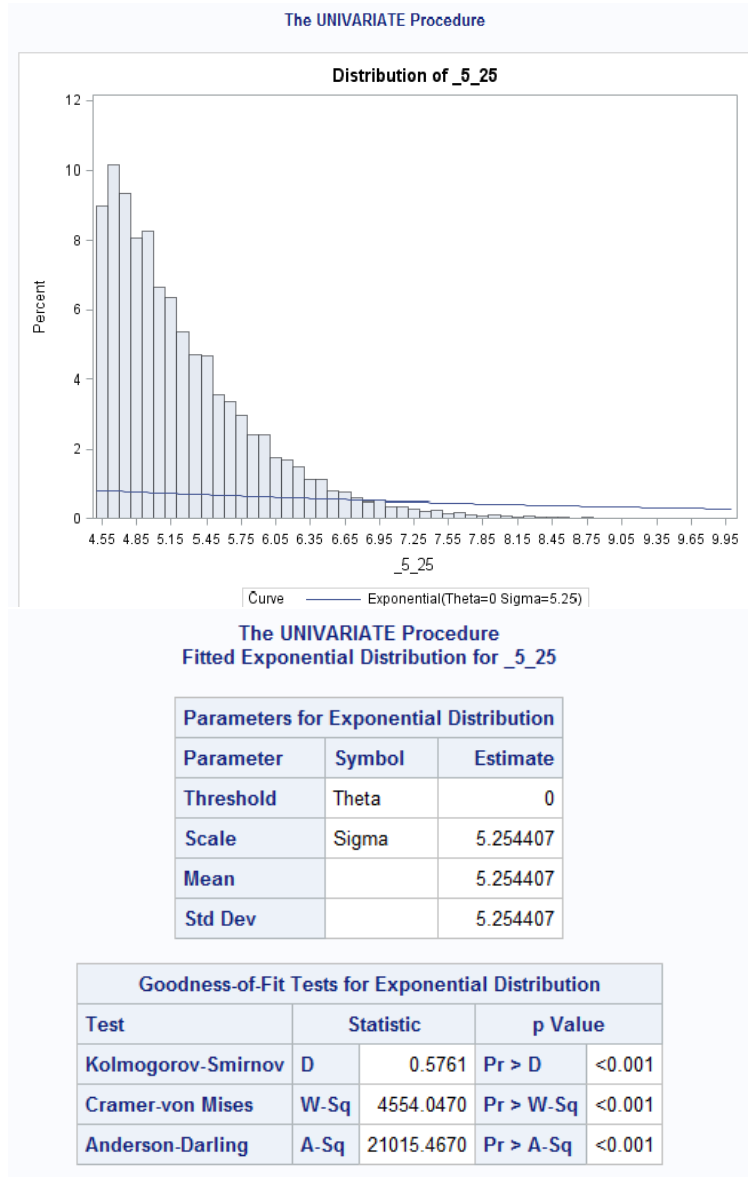 The UNIVARIATE Procedure
Distribution of _5_25
12
10
8
6
4
2
0
Percent
4.55 4.85 5.15 5.45 5.75 6.05 6.35 6.65 6.95 7.25 7.55 7.85 8.15 8.45 8.75 9.05 9.35 9.65 9.95
_5_25
Curve Exponential(Theta=0 Sigma=5.25)
The UNIVARIATE Procedure
Fitted Exponential Distribution for _5_25
Parameters for Exponential Distribution
Parameter Symbol Estimate
Threshold Theta 0
Scale Sigma 5.254407
Mean 5.254407
Std Dev 5.254407
Goodness-of-Fit Tests for Exponential Distribution
Test Statistic p Value
Kolmogorov-Smirnov D 0.5761 Pr > D <0.001
Cramer-von Mises W-Sq 4554.0470 Pr > W-Sq <0.001
Anderson-Darling A-Sq 21015.4670 Pr > A-Sq <0.001